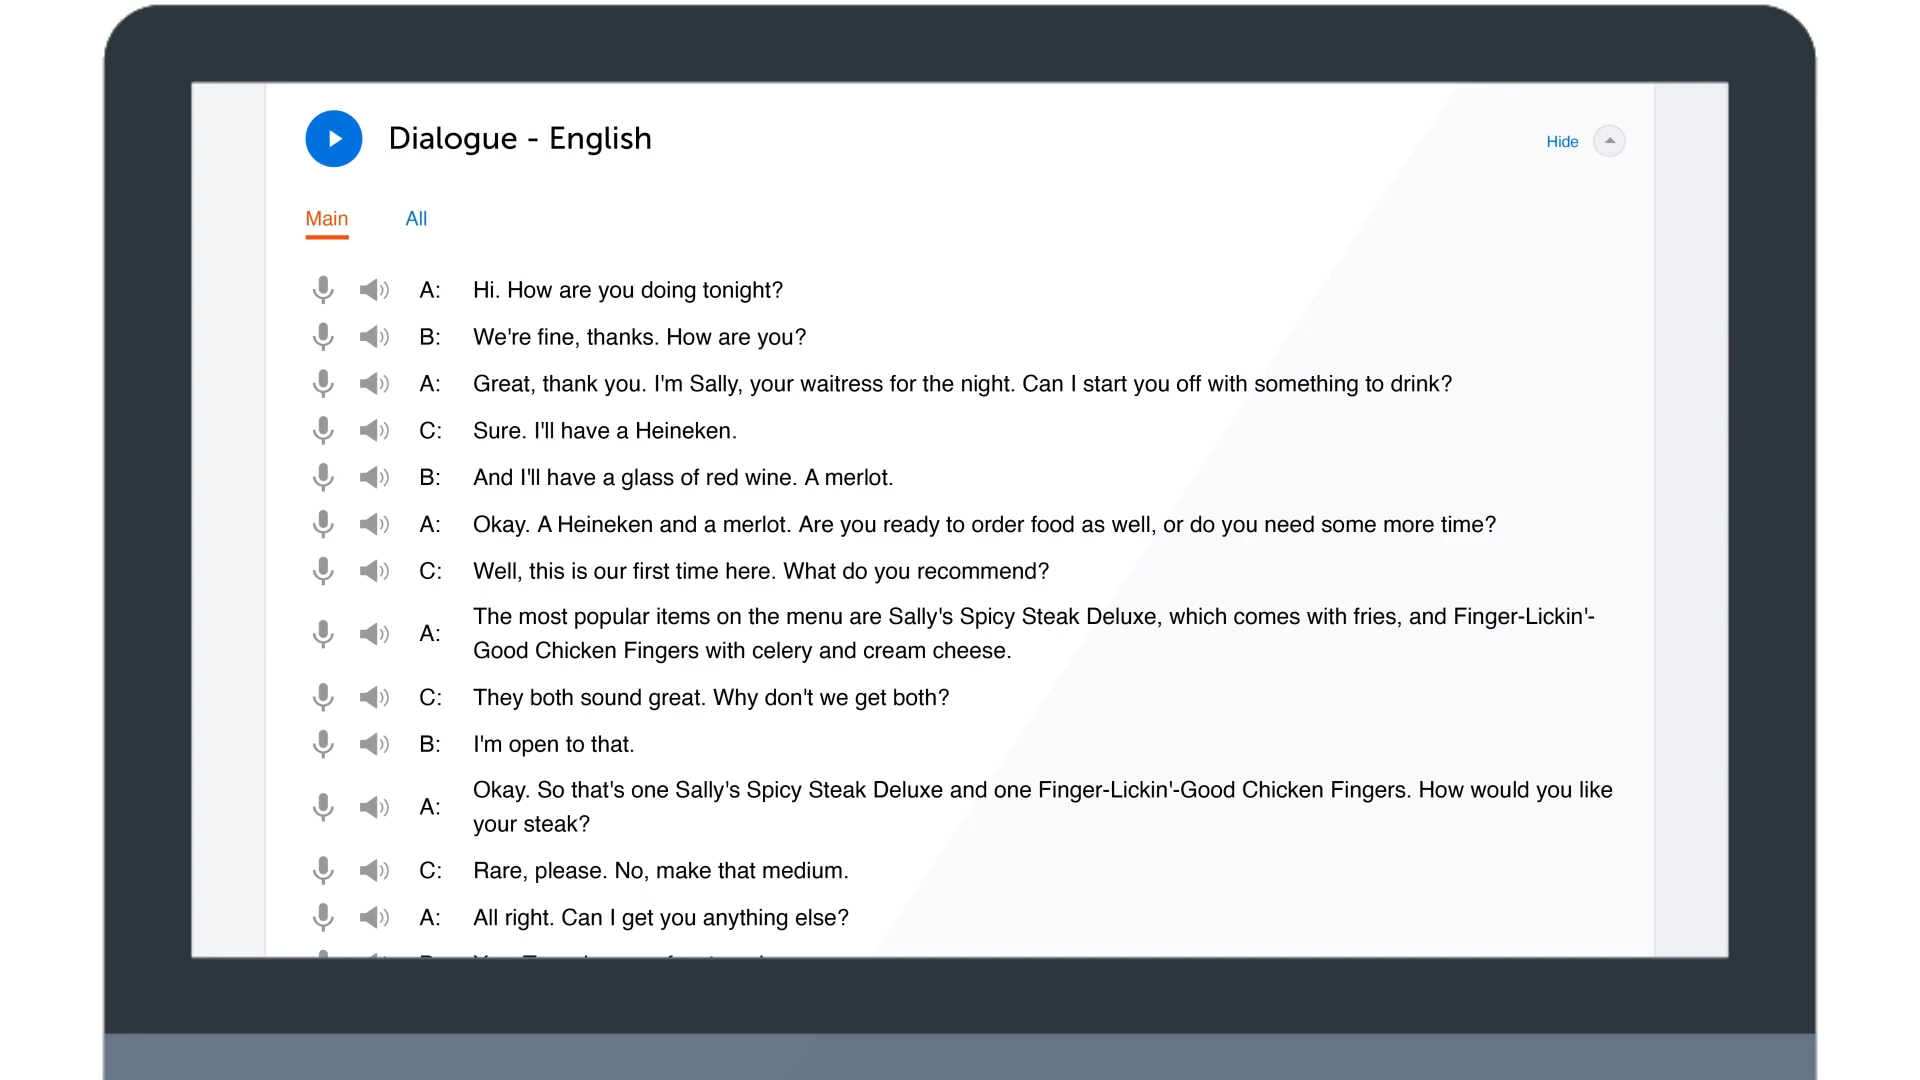 Dialogue - English
Hide
Main
All
A: Hi. How are you doing tonight?
B: We're fine, thanks. How are you?
A: Great, thank you. I'm Sally, your waitress for the night. Can I start you off with something to drink?
C: Sure. I'll have a Heineken.
B: And I'll have a glass of red wine. A merlot.
A: Okay. A Heineken and a merlot. Are you ready to order food as well, or do you need some more time?
C: Well, this is our first time here. What do you recommend?
A: The most popular items on the menu are Sally's Spicy Steak Deluxe, which comes with fries, and Finger-Lickin'-
Good Chicken Fingers with celery and cream cheese.
C: They both sound great. Why don't we get both?
B: I'm open to that.
A: Okay. So that's one Sally's Spicy Steak Deluxe and one Finger-Lickin'-Good Chicken Fingers. How would you like
your steak?
C: Rare, please. No, make that medium.
A: All right. Can I get you anything else?